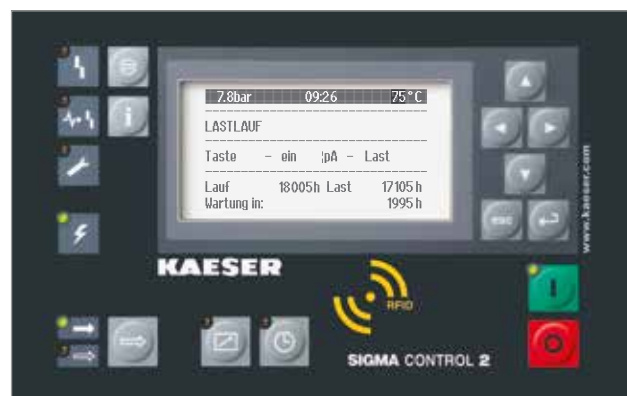 7.8bar 09:26 75°C
LASTLAUF
Taste - ein ¦pA - Last
Lauf 18005h Last 17105h
Wartung in: 1995h
esc
KAESER
RFID
SIGMA CONTROL 2
www.kaeser.com
I
O
i